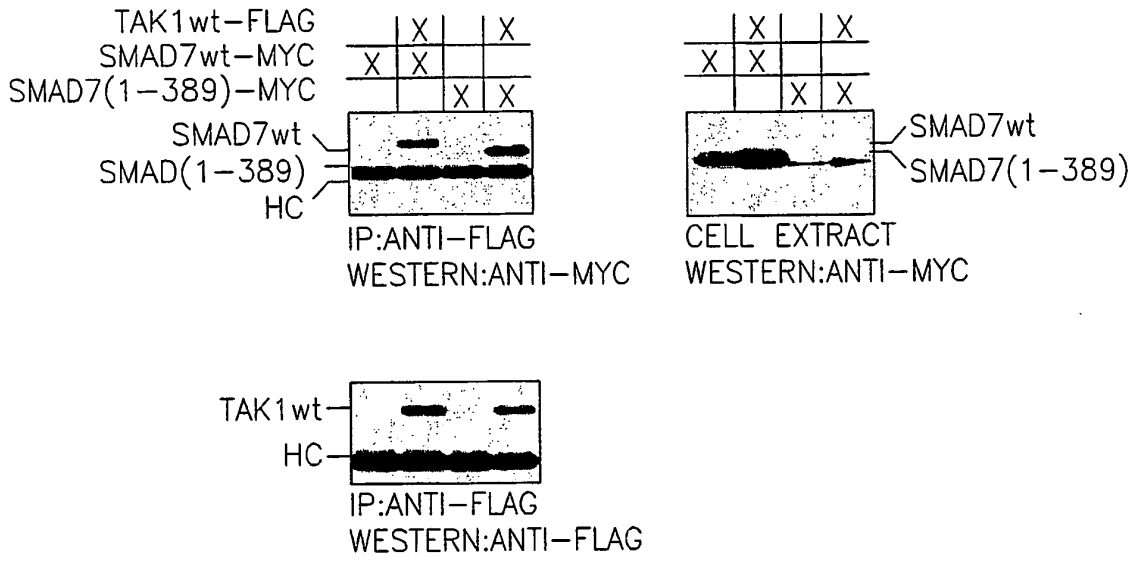 TAK1wt-FLAG X X X X
SMAD7wt-MYC X X X X
SMAD7(1-389)-MYC X X X X
SMAD7wt
SMAD(1-389)
HC
SMAD7wt
SMAD7(1-389)
IP:ANTI-FLAG
WESTERN:ANTI-MYC
CELL EXTRACT
WESTERN:ANTI-MYC
TAK1wt
HC
IP:ANTI-FLAG
WESTERN:ANTI-FLAG